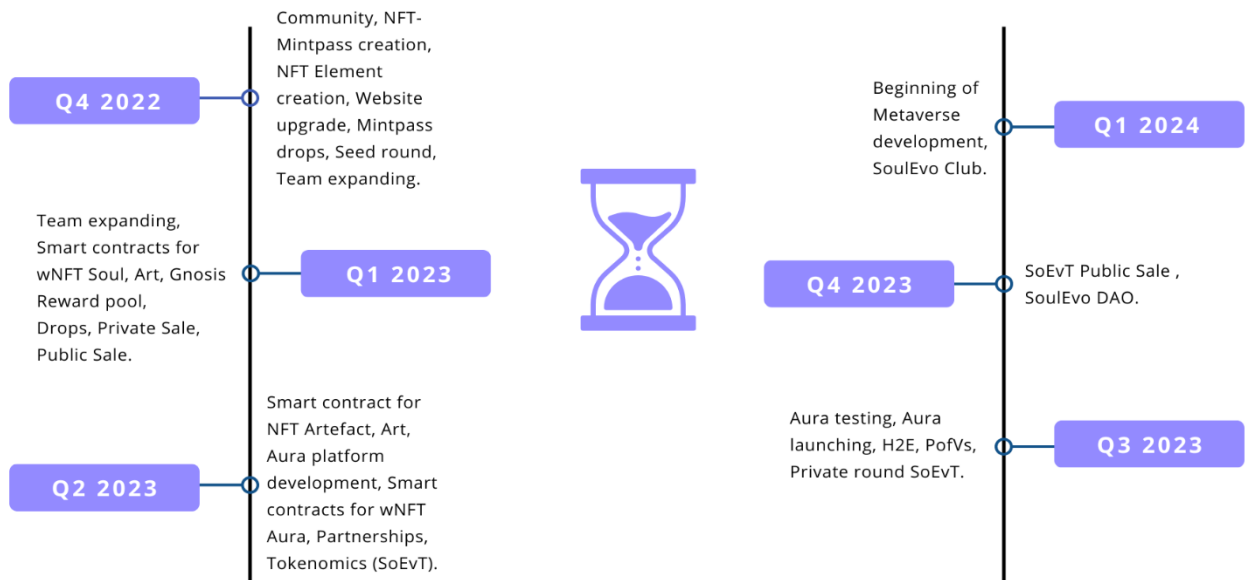 Q4 2022
Community, NFT-
Mintpass creation,
NFT Element
creation, Website
upgrade, Mintpass
drops, Seed round,
Team expanding.
Team expanding,
Smart contracts for
wNFT Soul, Art, Gnosis
Reward pool,
Drops, Private Sale,
Public Sale.
Q1 2023
Q2 2023
Smart contract for
NFT Artefact, Art,
Aura platform
development, Smart
contracts for wNFT
Aura, Partnerships,
Tokenomics (SoEvT).
Beginning of
Metaverse
development,
SoulEvo Club.
Q1 2024
Q4 2023
SoEvT Public Sale ,
SoulEvo DAO.
Aura testing, Aura
launching, H2E, PofVs,
Private round SoEvT.
Q3 2023